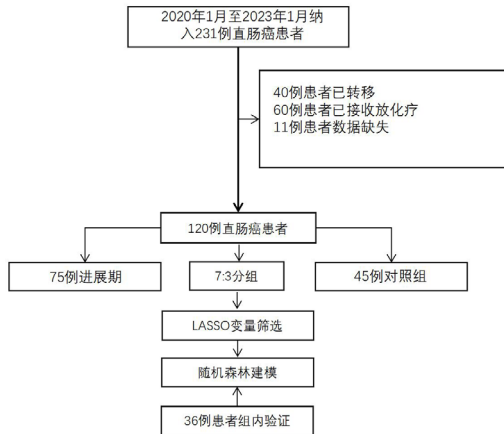 2020年1月至2023年1月纳
入231例直肠癌患者
40例患者已转移
60例患者已接收放化疗
11例患者数据缺失
120例直肠癌患者
75例进展期
7:3分组
45例对照组
LASSO变量筛选
随机森林建模
36例患者组内验证